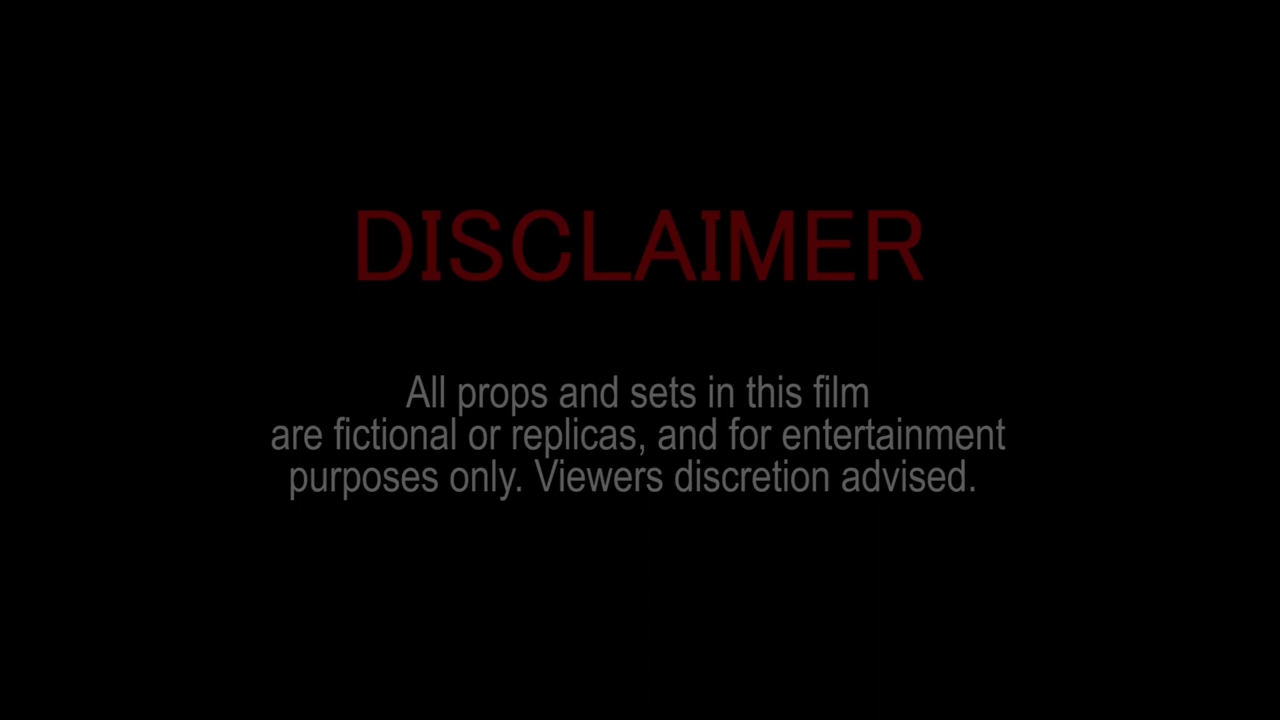 DISCLAIMER
All props and sets in this film
are fictional or replicas, and for entertainment
purposes only. Viewers discretion advised.